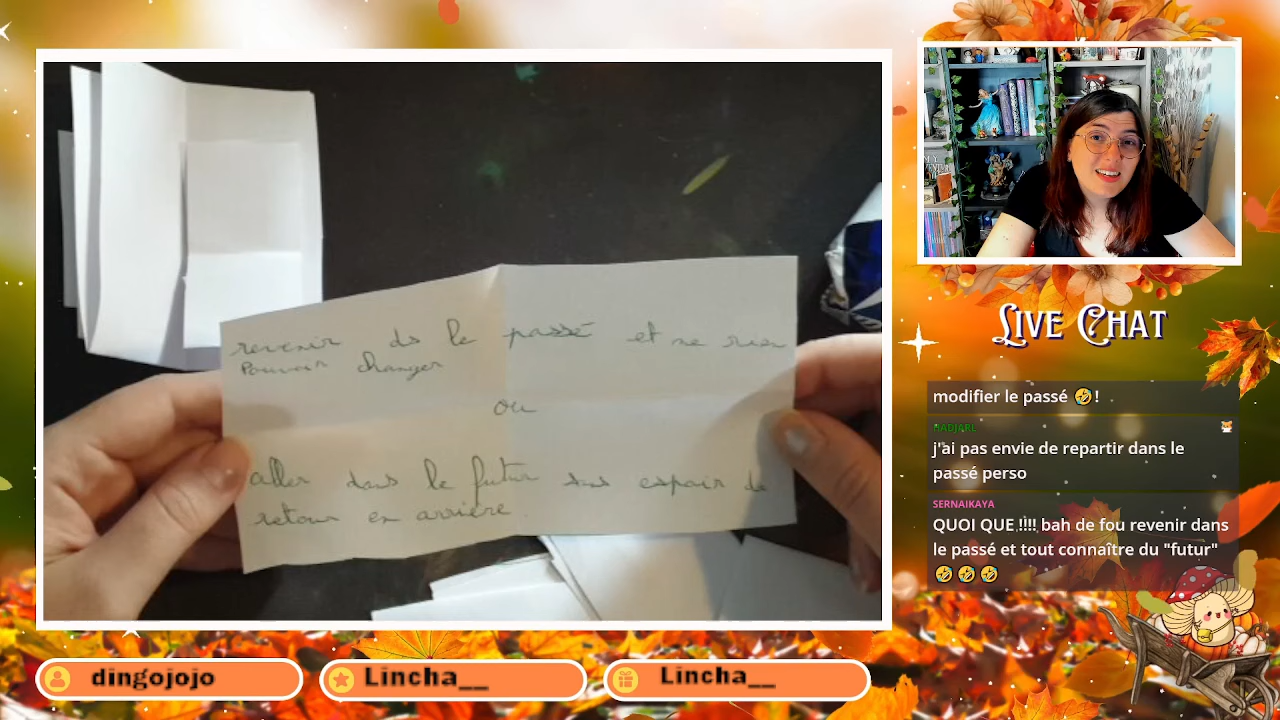 revenir ds le passé et ne rien
Pouvoir changer
ou
aller dans le futur sans espoir de
retour en arrière.
LIVE CHAT
modifier le passé 🤣 !
HADJARL
j'ai pas envie de repartir dans le
passé perso
SERNAIKAYA
QUOI QUE !!!! bah de fou revenir dans
le passé et tout connaître du "futur"
🤣 🤣 🤣
dingojojo
Lincha__
Lincha__